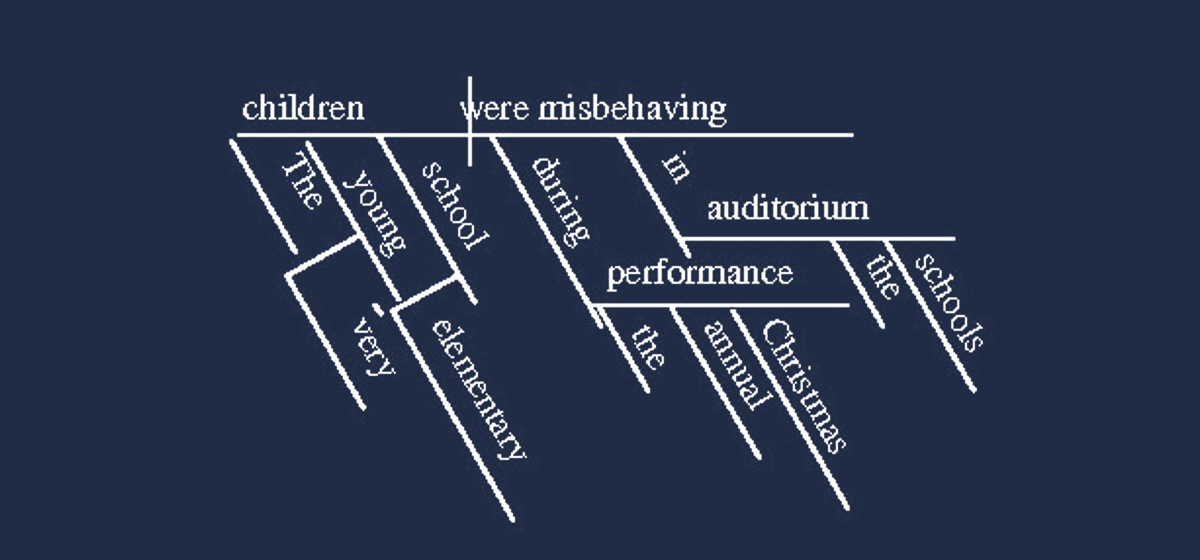 children were misbehaving
The young school during in
auditorium
performance
very elementary the annual Christmas the schools